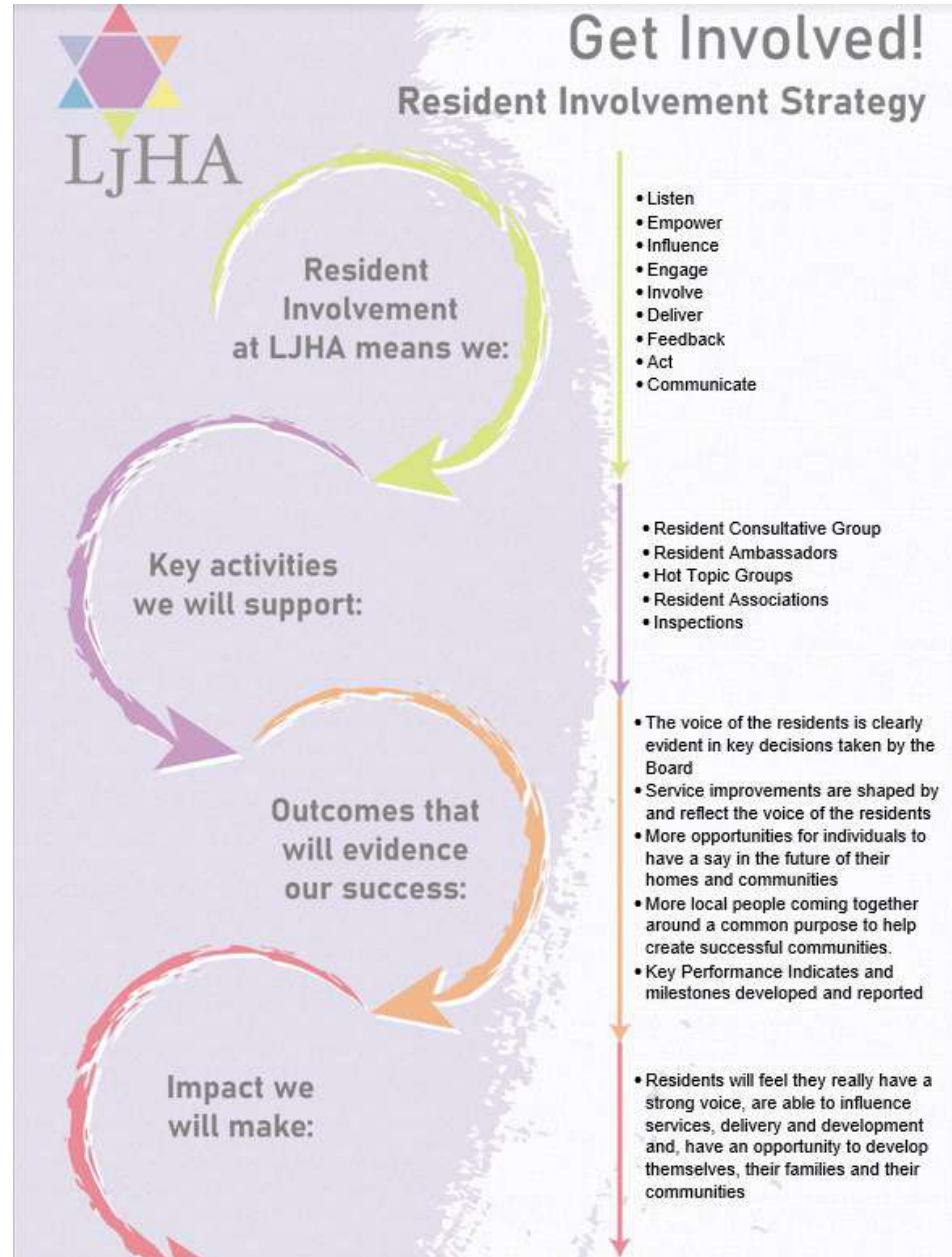 Get Involved!
Resident Involvement Strategy
LJHA
Resident
Involvement
at LJHA means we:
• Listen
• Empower
• Influence
• Engage
• Involve
• Deliver
• Feedback
• Act
• Communicate
Key activities
we will support:
• Resident Consultative Group
• Resident Ambassadors
• Hot Topic Groups
• Resident Associations
• Inspections
Outcomes that
will evidence
our success:
• The voice of the residents is clearly
evident in key decisions taken by the
Board
• Service improvements are shaped by
and reflect the voice of the residents
• More opportunities for individuals to
have a say in the future of their
homes and communities
• More local people coming together
around a common purpose to help
create successful communities.
• Key Performance Indicates and
milestones developed and reported
Impact we
will make:
• Residents will feel they really have a
strong voice, are able to influence
services, delivery and development
and, have an opportunity to develop
themselves, their families and their
communities